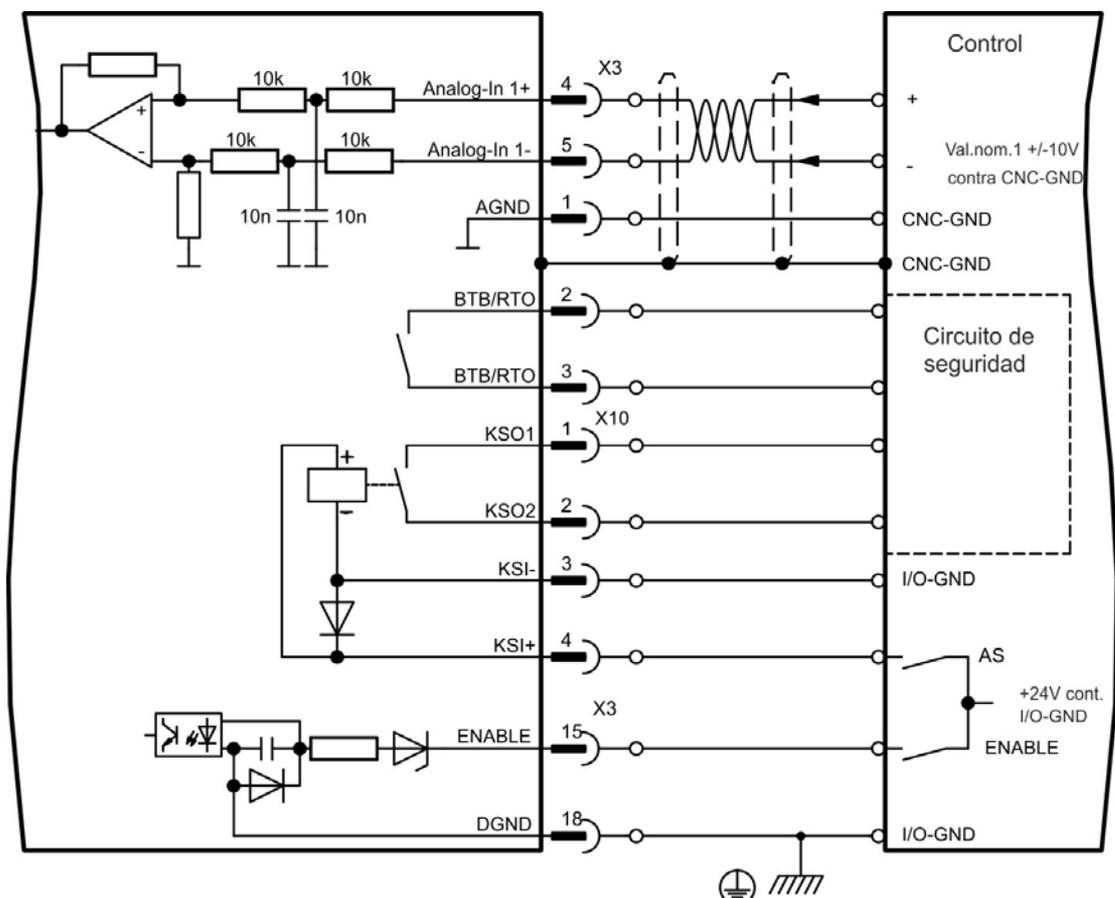 Control
X3
10k
10k
Analog-In 1+
4
+
+
10k
10k
Analog-In 1-
5
-
-
Val.nom.1 +/-10V
contra CNC-GND
10n
10n
AGND
1
CNC-GND
CNC-GND
BTB/RTO
2
Circuito de
seguridad
BTB/RTO
3
X10
KSO1
1
+
-
KSO2
2
KSI-
3
I/O-GND
KSI+
4
AS
+24V cont.
I/O-GND
X3
ENABLE
15
ENABLE
DGND
18
I/O-GND